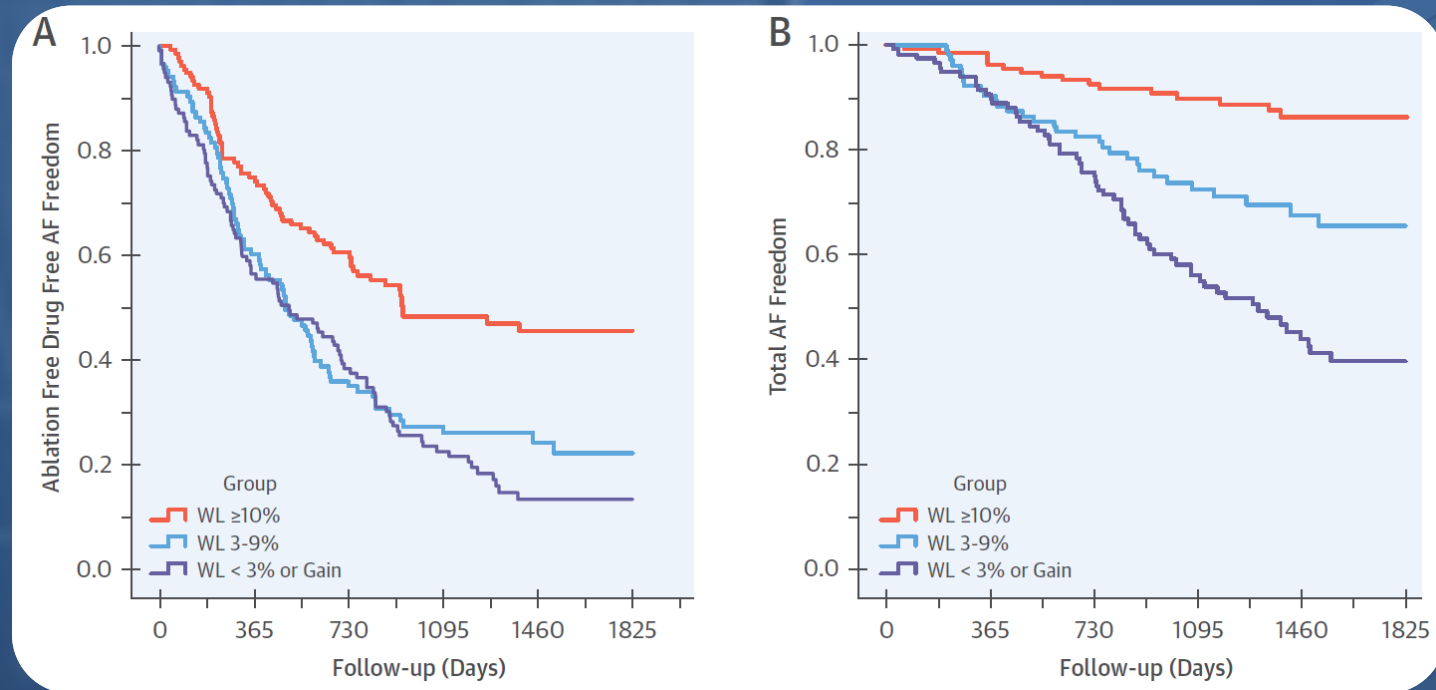 A
Ablation Free Drug Free AF Freedom
1.0
0.8
0.6
0.4
0.2
0.0
Group
WL ≥10%
WL 3-9%
WL < 3% or Gain
0 365 730 1095 1460 1825
Follow-up (Days)
B
Total AF Freedom
1.0
0.8
0.6
0.4
0.2
0.0
Group
WL ≥10%
WL 3-9%
WL < 3% or Gain
0 365 730 1095 1460 1825
Follow-up (Days)